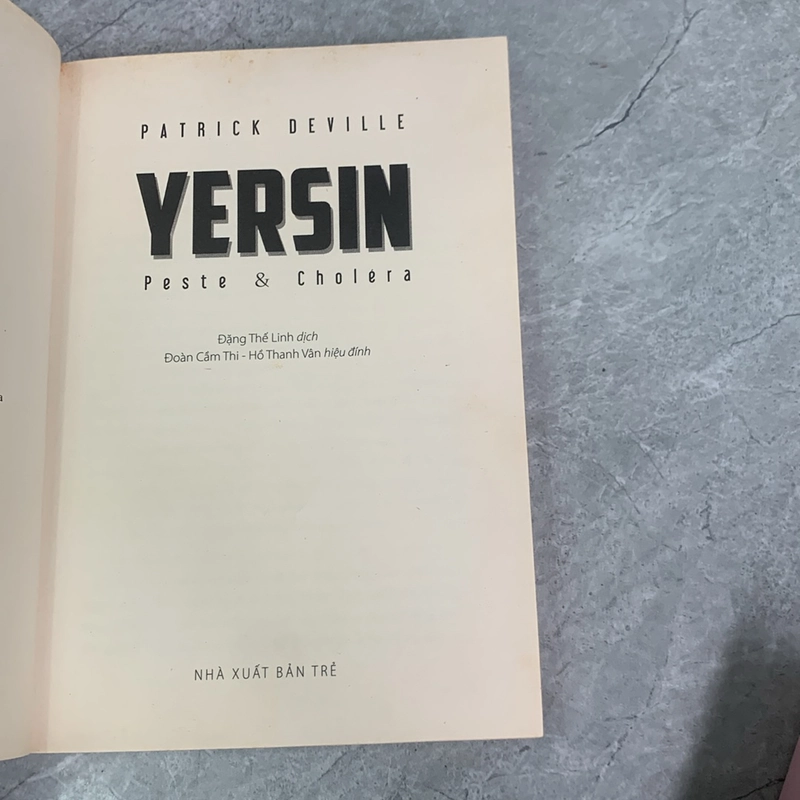 PATRICK DEVILLE
YERSIN
Peste & Choléra
Đặng Thế Linh dịch
Đoàn Cầm Thi - Hồ Thanh Vân hiệu đính
NHÀ XUẤT BẢN TRẺ